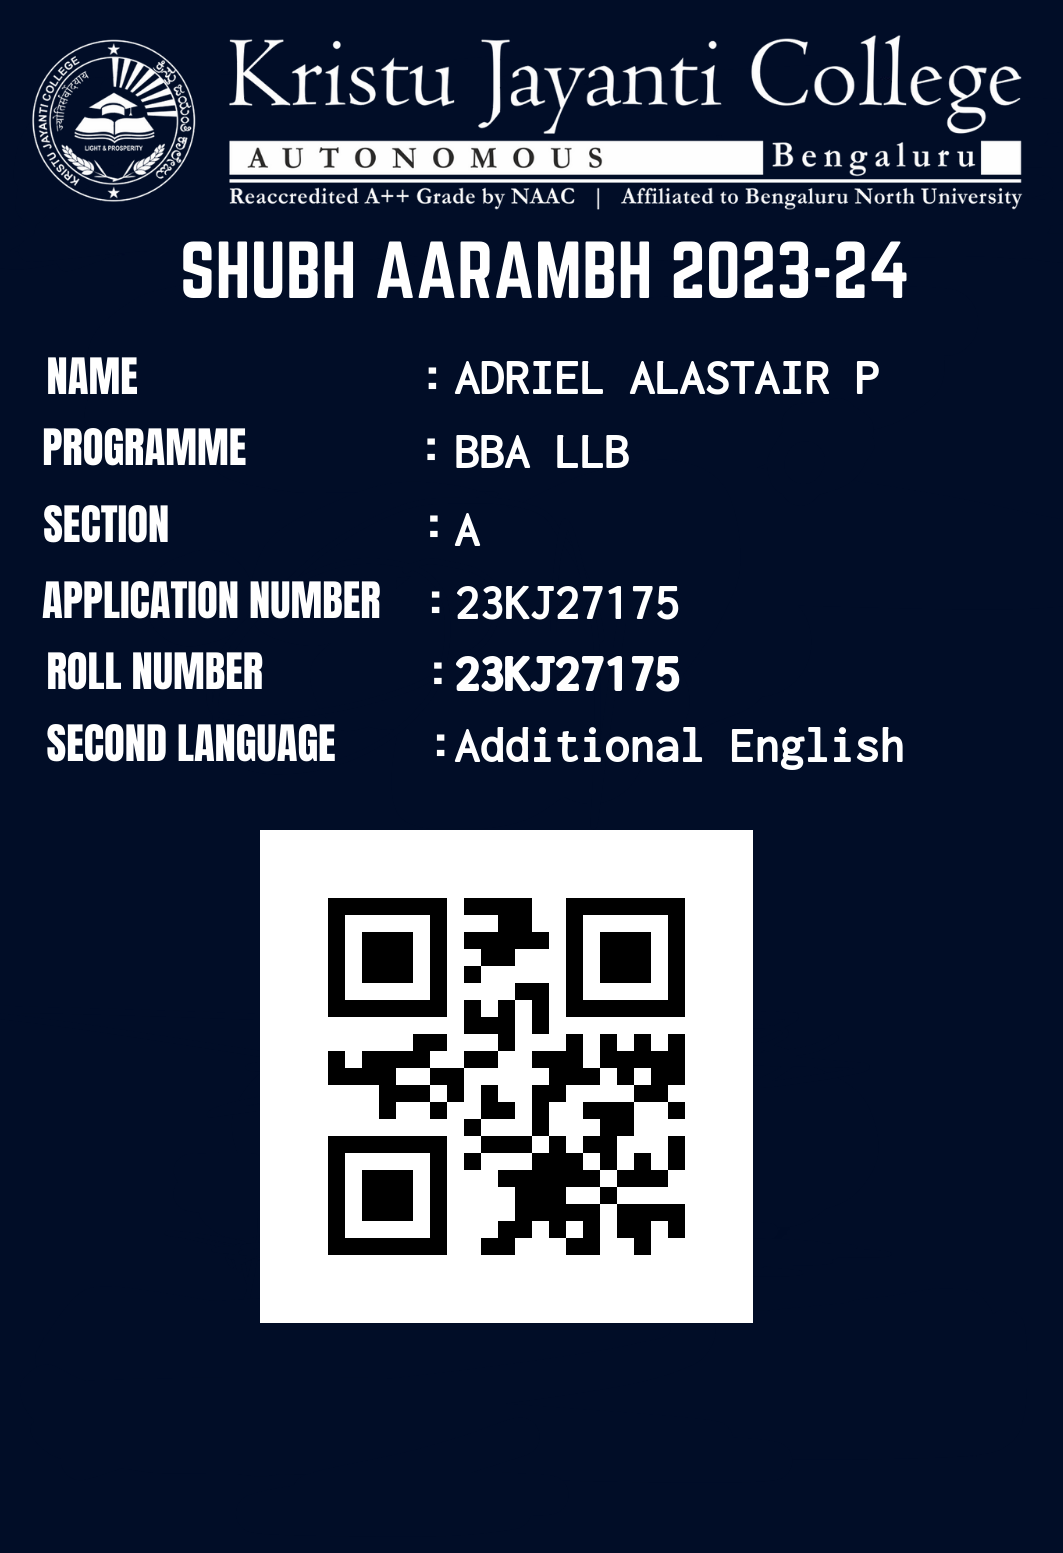 Kristu Jayanti College
AUTONOMOUS Bengaluru
Reaccredited A++ Grade by NAAC | Affiliated to Bengaluru North University
KRISTU JAYANTI COLLEGE
LIGHT & PROSPERITY
SHUBH AARAMBH 2023-24
NAME : ADRIEL ALASTAIR P
PROGRAMME : BBA LLB
SECTION : A
APPLICATION NUMBER : 23KJ27175
ROLL NUMBER : 23KJ27175
SECOND LANGUAGE : Additional English